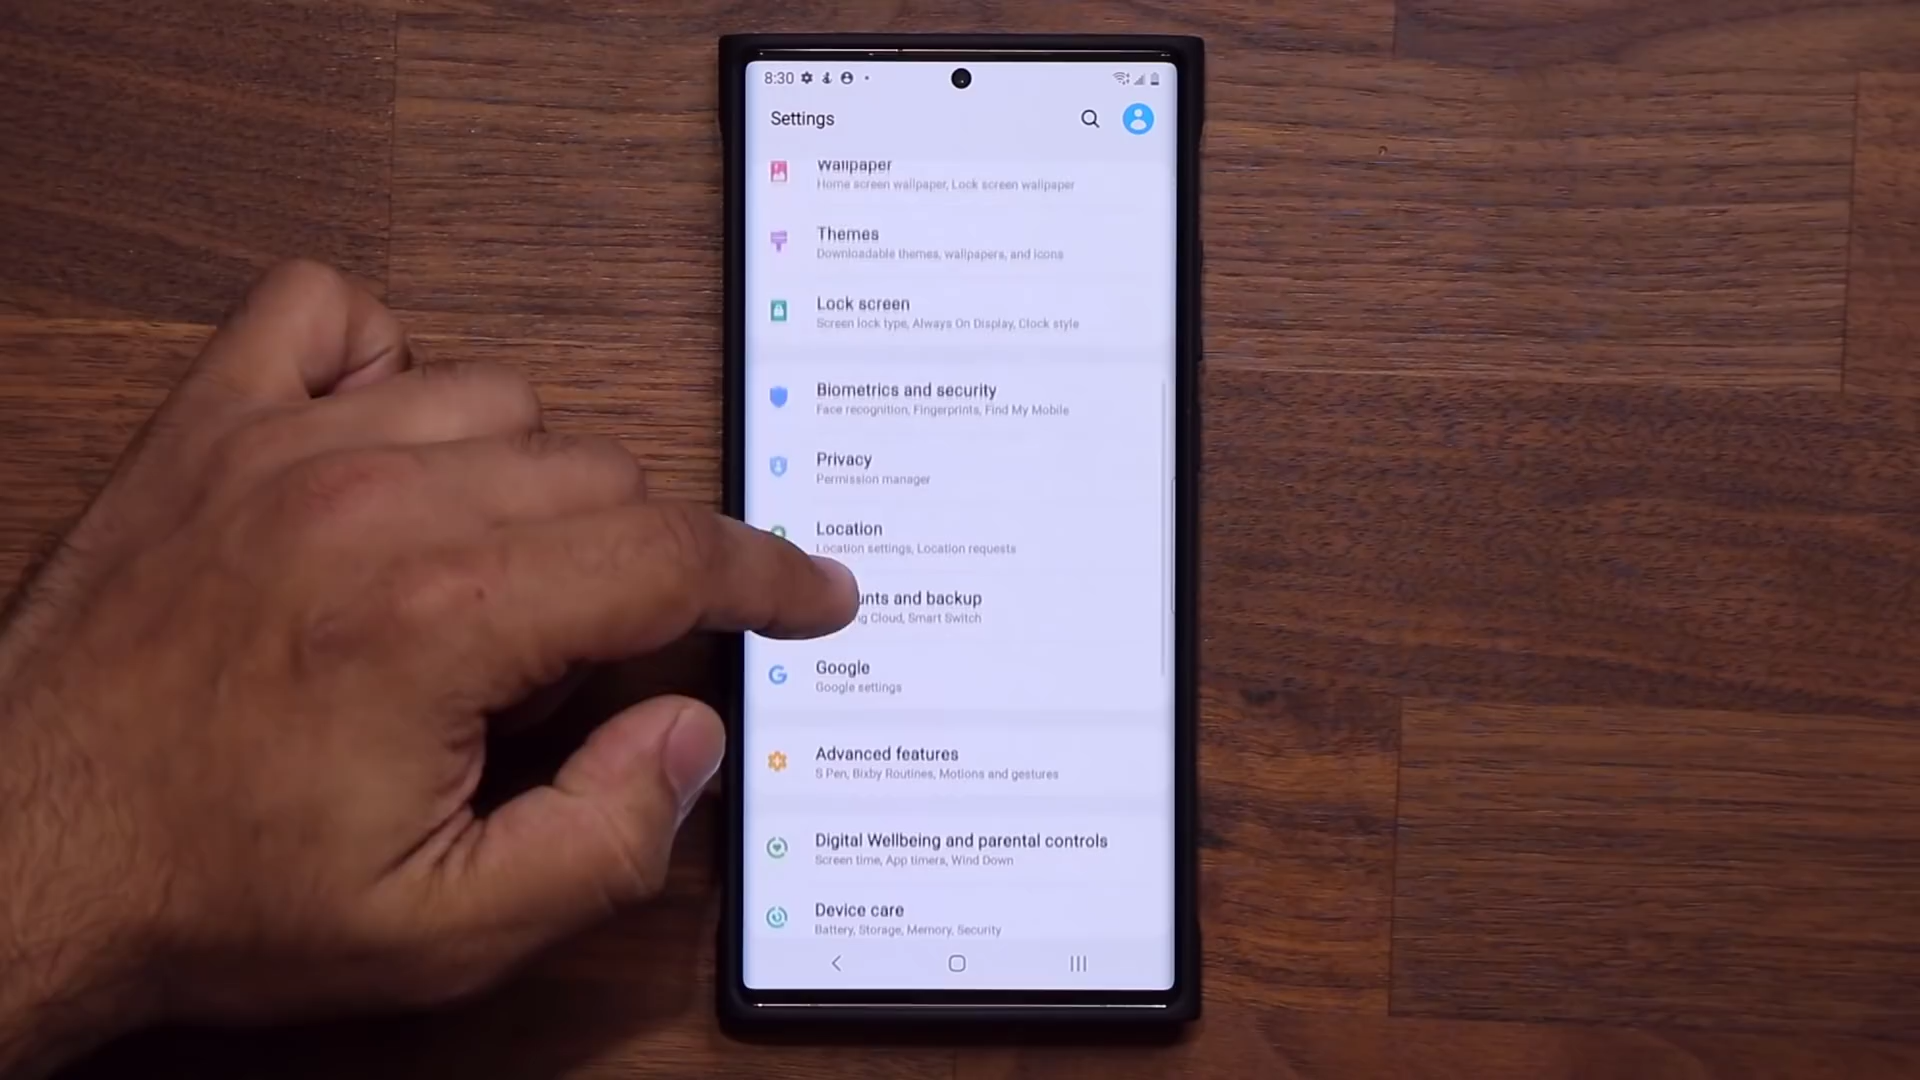 8:30
Settings
Wallpaper
Home screen wallpaper, Lock screen wallpaper
Themes
Downloadable themes, wallpapers, and icons
Lock screen
Screen lock type, Always On Display, Clock style
Biometrics and security
Face recognition, Fingerprints, Find My Mobile
Privacy
Permission manager
Location
Location settings, Location requests
unts and backup
ng Cloud, Smart Switch
Google
Google settings
Advanced features
S Pen, Bixby Routines, Motions and gestures
Digital Wellbeing and parental controls
Screen time, App timers, Wind Down
Device care
Battery, Storage, Memory, Security